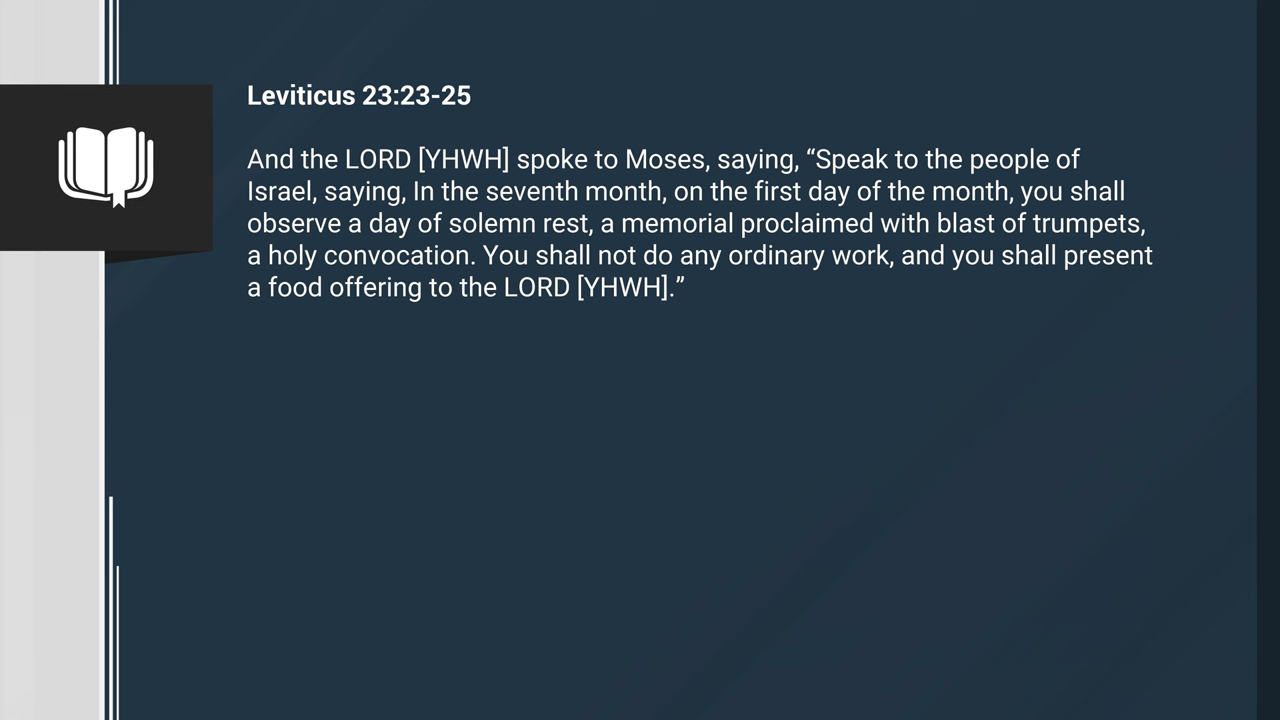 Leviticus 23:23-25
And the LORD [YHWH] spoke to Moses, saying, “Speak to the people of
Israel, saying, In the seventh month, on the first day of the month, you shall
observe a day of solemn rest, a memorial proclaimed with blast of trumpets,
a holy convocation. You shall not do any ordinary work, and you shall present
a food offering to the LORD [YHWH].”